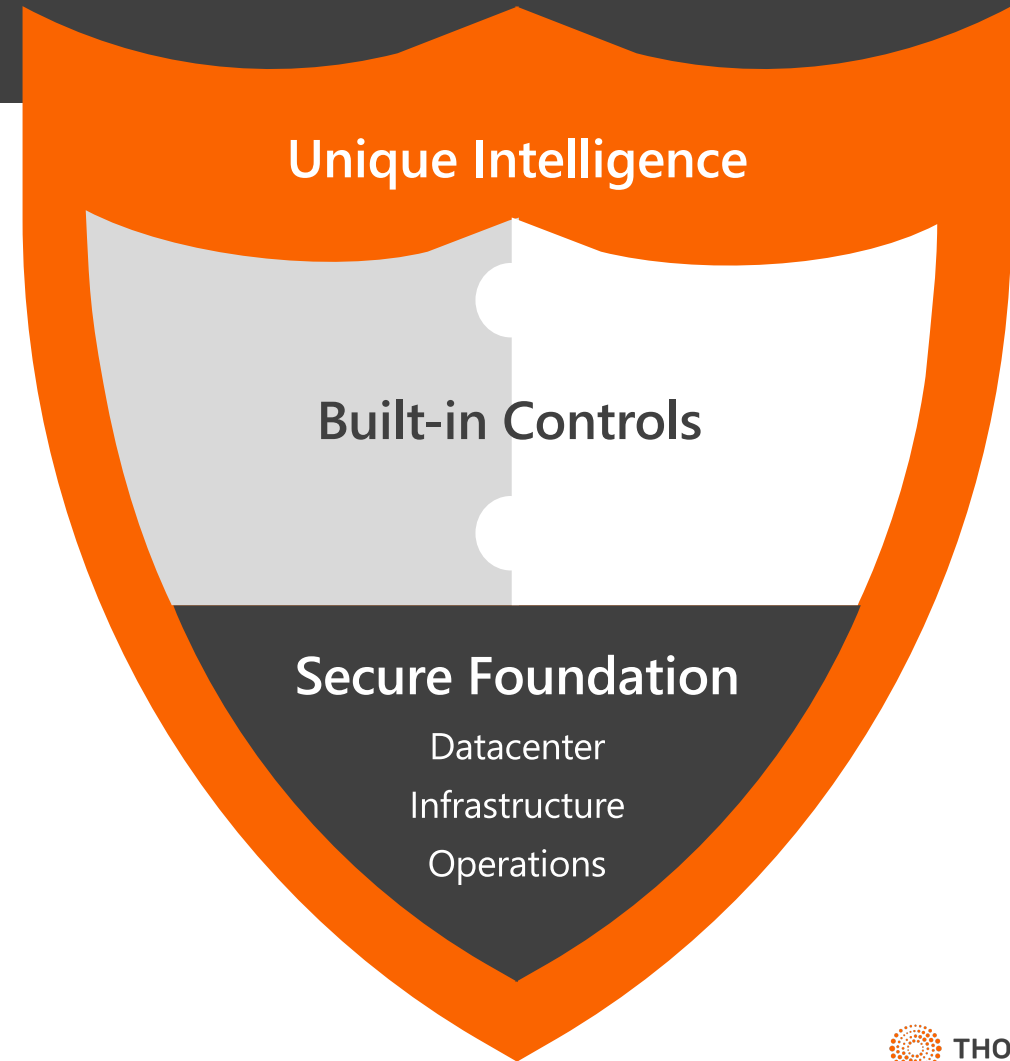 Unique Intelligence
Built-in Controls
Secure Foundation
Datacenter
Infrastructure
Operations
THO